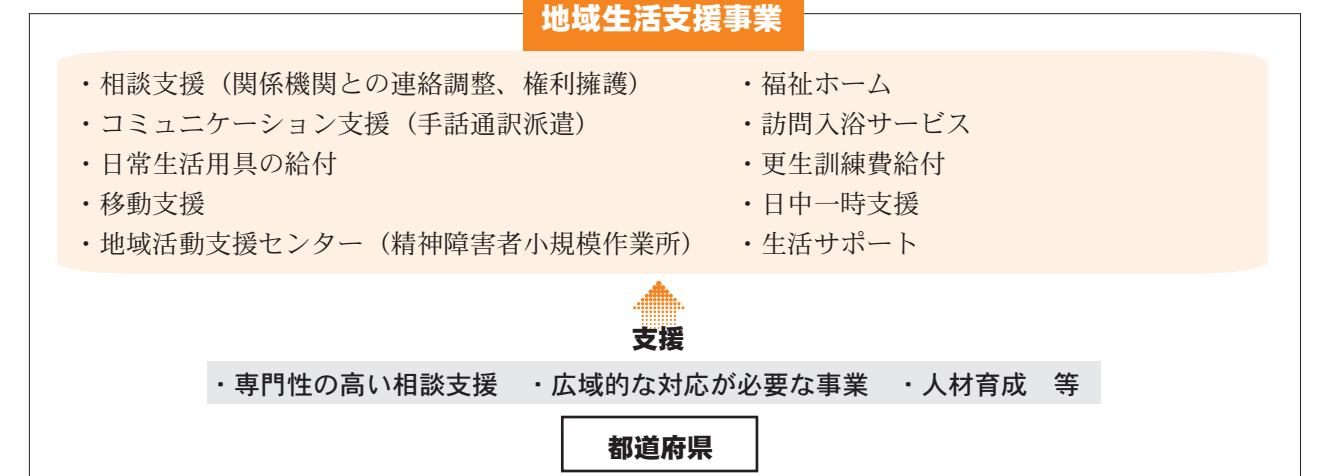 地域生活支援事業
・相談支援（関係機関との連絡調整、権利擁護）
・コミュニケーション支援（手話通訳派遣）
・日常生活用具の給付
・移動支援
・地域活動支援センター（精神障害者小規模作業所）
・福祉ホーム
・訪問入浴サービス
・更生訓練費給付
・日中一時支援
・生活サポート
支援
・専門性の高い相談支援　・広域的な対応が必要な事業　・人材育成　等
都道府県